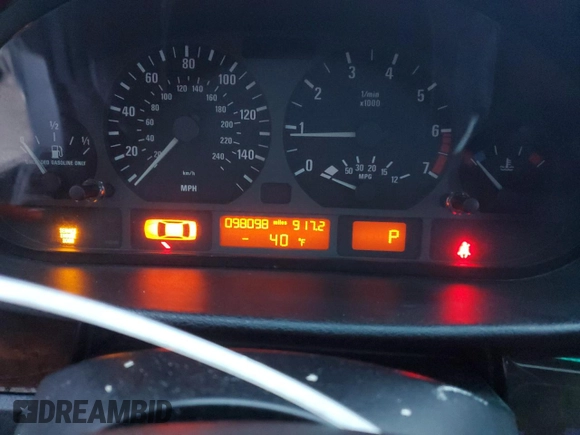 20 40 60 80 100 120 140
20 40 60 80 100 120 140 160 180 200 220 240
km/h
MPH
0 1 2 3 4 5 6 7
1/min
x1000
50 30 20 15 12
MPG
1/2 1/1
GASOLINE ONLY
098098 miles 917.2
- 40 °F
P
DREAMBID